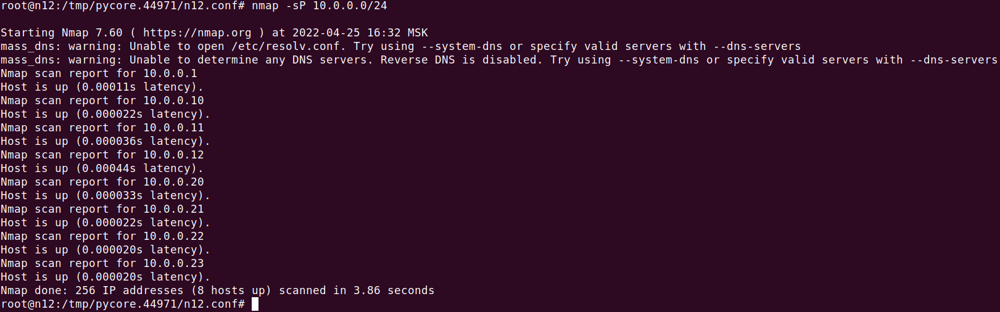 root@n12:/tmp/pycore.44971/n12.conf# nmap -sP 10.0.0.0/24
Starting Nmap 7.60 ( https://nmap.org ) at 2022-04-25 16:32 MSK
mass_dns: warning: Unable to open /etc/resolv.conf. Try using --system-dns or specify valid servers with --dns-servers
mass_dns: warning: Unable to determine any DNS servers. Reverse DNS is disabled. Try using --system-dns or specify valid servers with --dns-servers
Nmap scan report for 10.0.0.1
Host is up (0.00011s latency).
Nmap scan report for 10.0.0.10
Host is up (0.000022s latency).
Nmap scan report for 10.0.0.11
Host is up (0.000036s latency).
Nmap scan report for 10.0.0.12
Host is up (0.00044s latency).
Nmap scan report for 10.0.0.20
Host is up (0.000033s latency).
Nmap scan report for 10.0.0.21
Host is up (0.000022s latency).
Nmap scan report for 10.0.0.22
Host is up (0.000020s latency).
Nmap scan report for 10.0.0.23
Host is up (0.000020s latency).
Nmap done: 256 IP addresses (8 hosts up) scanned in 3.86 seconds
root@n12:/tmp/pycore.44971/n12.conf#